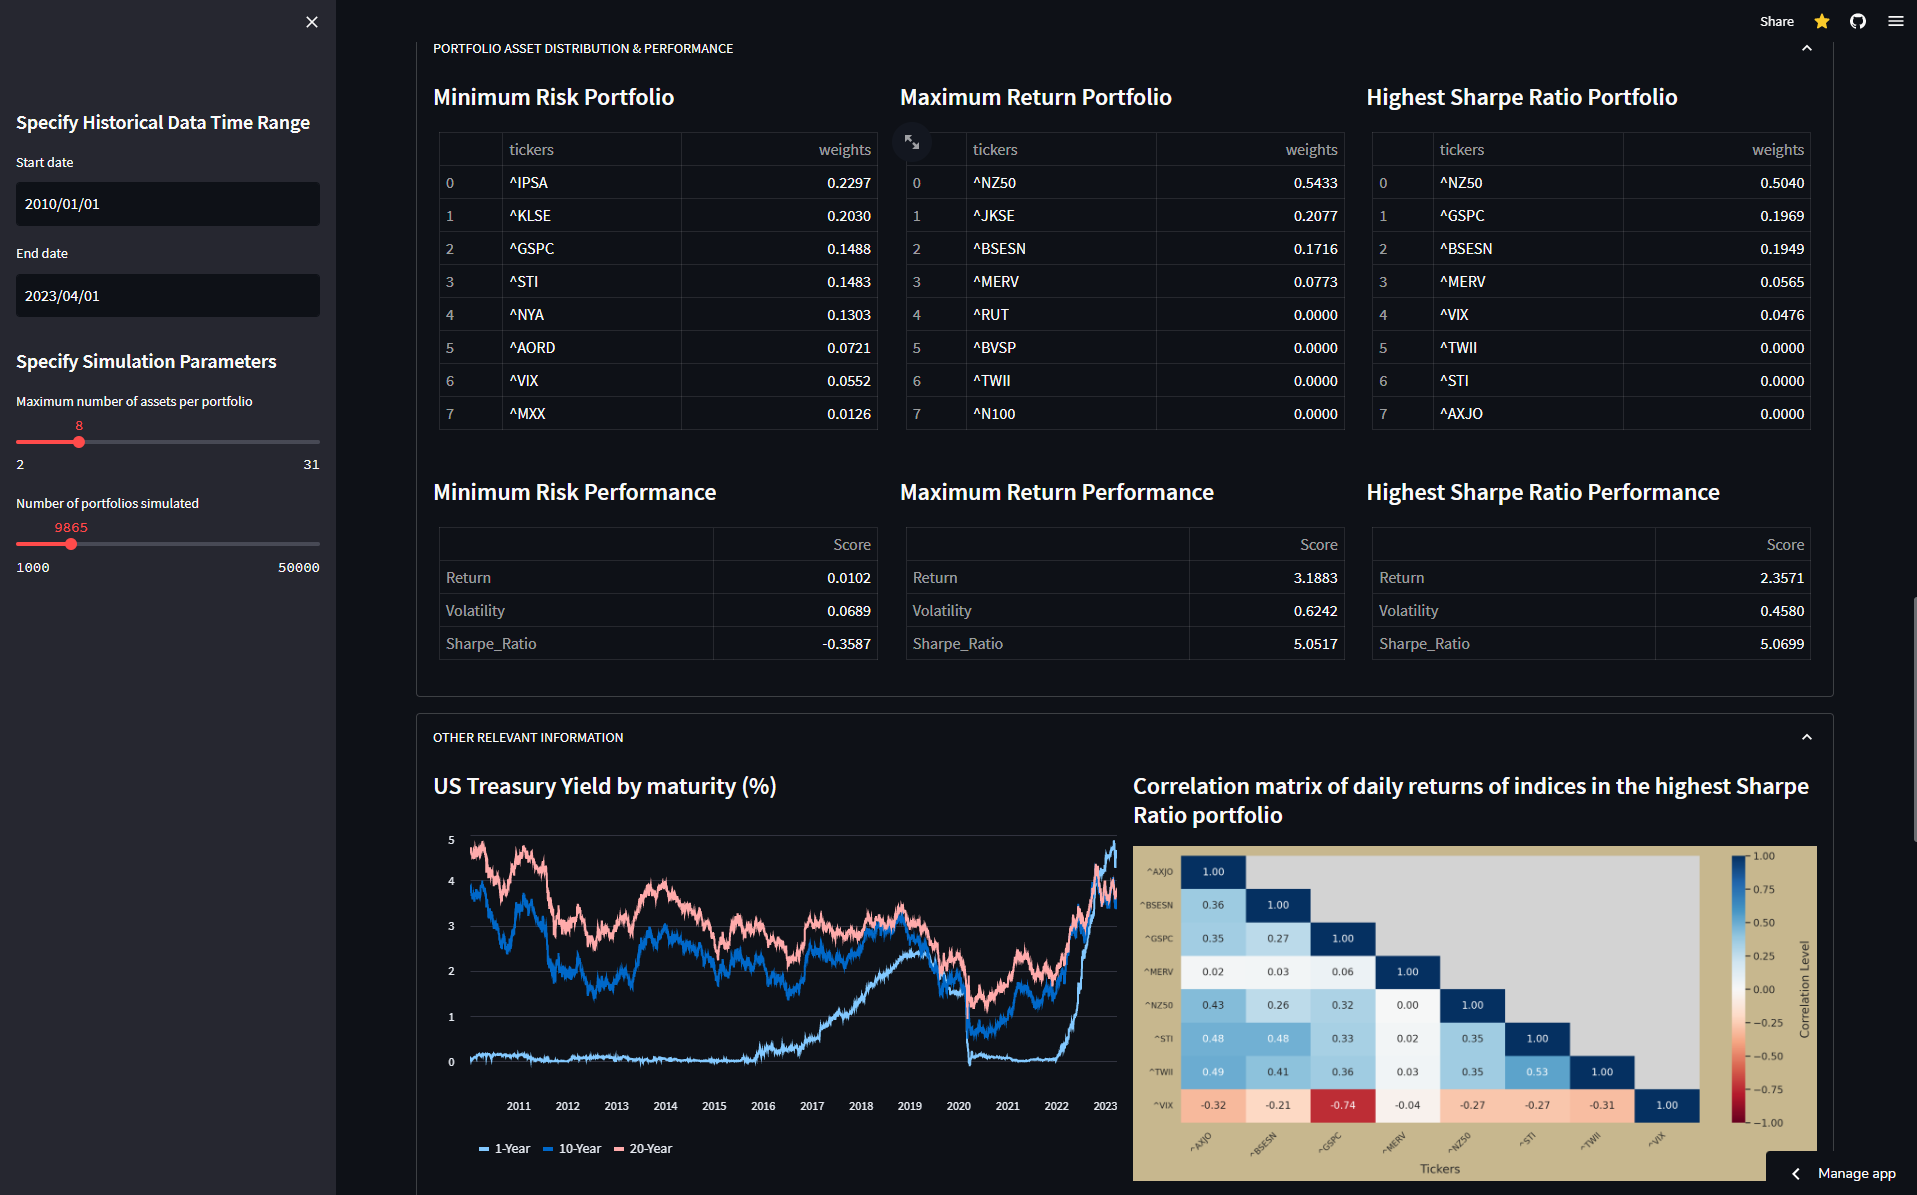 Share
Specify Historical Data Time Range
Start date
2010/01/01
End date
2023/04/01
Specify Simulation Parameters
Maximum number of assets per portfolio
8
2 31
Number of portfolios simulated
9865
1000 50000
PORTFOLIO ASSET DISTRIBUTION & PERFORMANCE
Minimum Risk Portfolio
tickers weights
0 ^IPSA 0.2297
1 ^KLSE 0.2030
2 ^GSPC 0.1488
3 ^STI 0.1483
4 ^NYA 0.1303
5 ^AORD 0.0721
6 ^VIX 0.0552
7 ^MXX 0.0126
Maximum Return Portfolio
tickers weights
0 ^NZ50 0.5433
1 ^JKSE 0.2077
2 ^BSESN 0.1716
3 ^MERV 0.0773
4 ^RUT 0.0000
5 ^BVSP 0.0000
6 ^TWII 0.0000
7 ^N100 0.0000
Highest Sharpe Ratio Portfolio
tickers weights
0 ^NZ50 0.5040
1 ^GSPC 0.1969
2 ^BSESN 0.1949
3 ^MERV 0.0565
4 ^VIX 0.0476
5 ^TWII 0.0000
6 ^STI 0.0000
7 ^AXJO 0.0000
Minimum Risk Performance
Score
Return 0.0102
Volatility 0.0689
Sharpe_Ratio -0.3587
Maximum Return Performance
Score
Return 3.1883
Volatility 0.6242
Sharpe_Ratio 5.0517
Highest Sharpe Ratio Performance
Score
Return 2.3571
Volatility 0.4580
Sharpe_Ratio 5.0699
OTHER RELEVANT INFORMATION
US Treasury Yield by maturity (%)
5
4
3
2
1
0
2011 2012 2013 2014 2015 2016 2017 2018 2019 2020 2021 2022 2023
1-Year 10-Year 20-Year
Correlation matrix of daily returns of indices in the highest Sharpe
Ratio portfolio
^AXJO 1.00
^BSESN 0.36 1.00
^GSPC 0.35 0.27 1.00
^MERV 0.02 0.03 0.06 1.00
^NZ50 0.43 0.26 0.32 0.00 1.00
^STI 0.48 0.48 0.33 0.02 0.35 1.00
^TWII 0.49 0.41 0.36 0.03 0.35 0.53 1.00
^VIX -0.32 -0.21 -0.74 -0.04 -0.27 -0.27 -0.31 1.00
^AXJO ^BSESN ^GSPC ^MERV ^NZ50 ^STI ^TWII ^VIX
Tickers
1.00
0.75
0.50
0.25
0.00
−0.25
−0.50
−0.75
−1.00
Correlation Level
Manage app